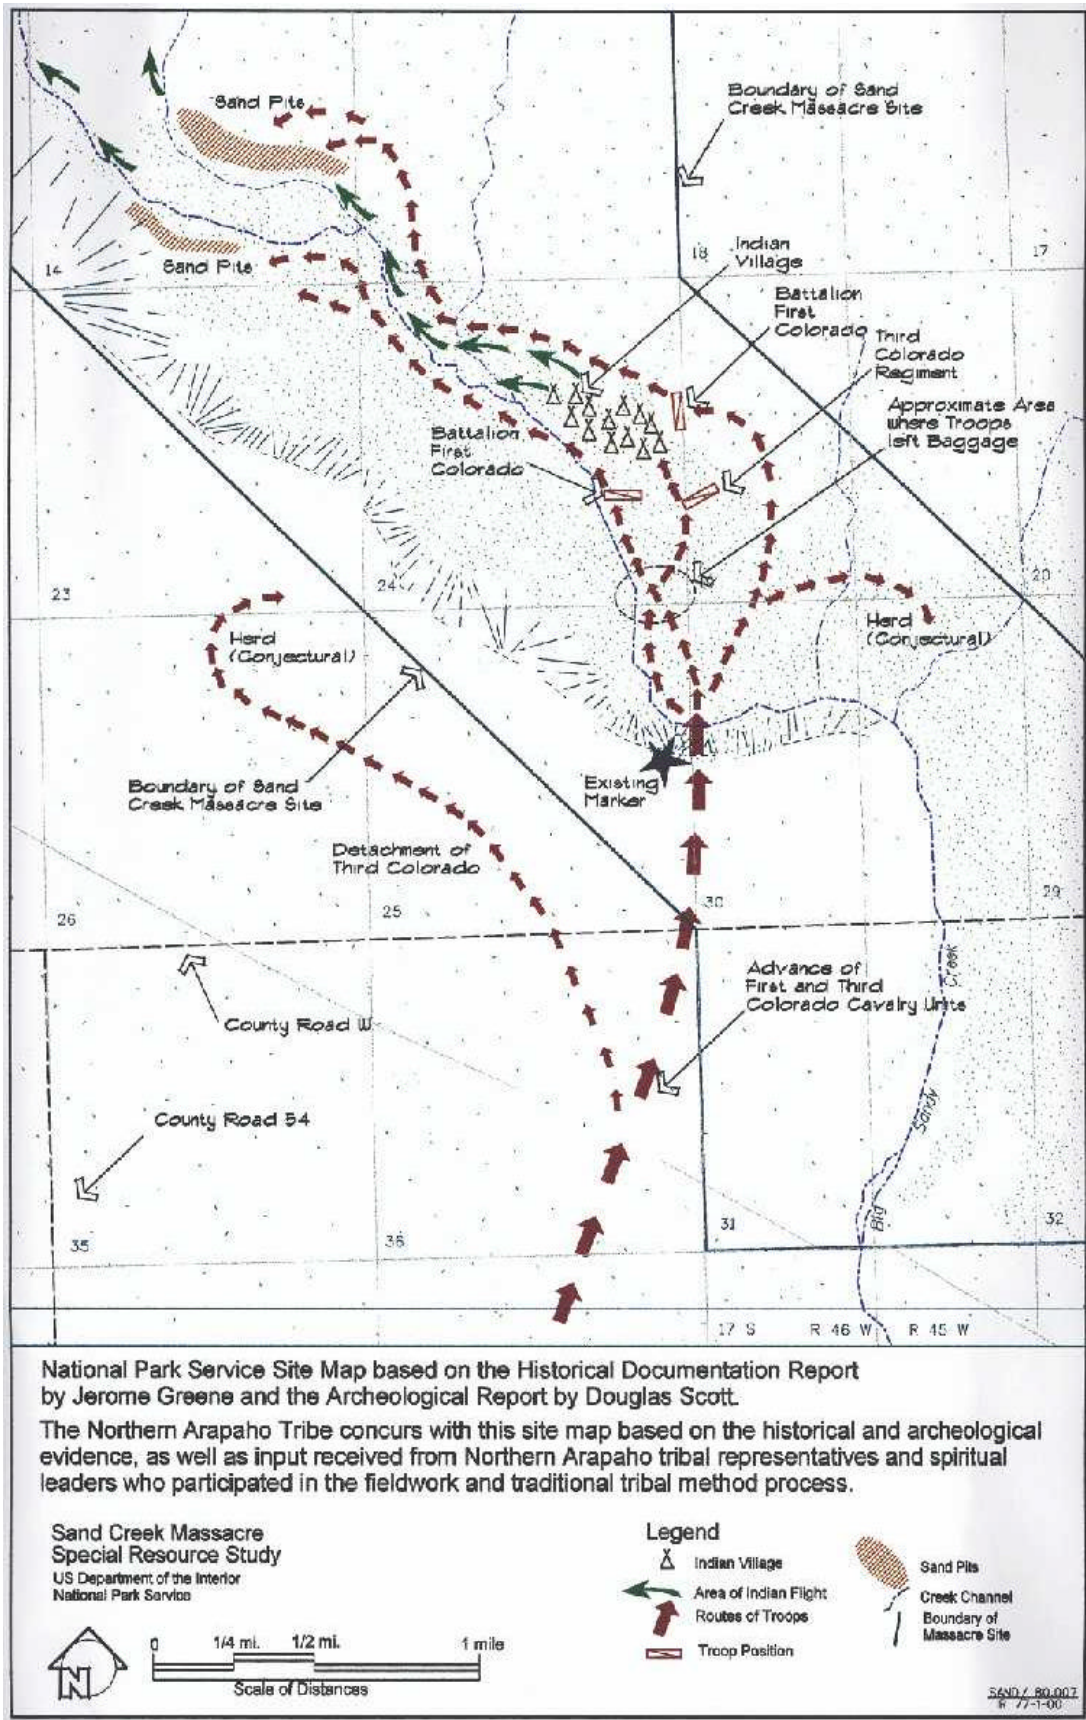 Sand Pits
Boundary of Sand
Creek Massacre Site
14
Sand Pits
18
17
Indian
Village
Battalion
First
Colorado
Third
Colorado
Regiment
Approximate Area
where Troops
left Baggage
Battalion
First
Colorado
23
24
20
Herd
(Conjectural)
Herd
(Conjectural)
Boundary of Sand
Creek Massacre Site
Existing
Marker
Detachment of
Third Colorado
26
25
30
29
Advance of
First and Third
Colorado Cavalry Units
County Road W
County Road 54
Big Sandy Creek
35
36
31
32
17 S R 46 W R 45 W
National Park Service Site Map based on the Historical Documentation Report
by Jerome Greene and the Archeological Report by Douglas Scott.
The Northern Arapaho Tribe concurs with this site map based on the historical and archeological
evidence, as well as input received from Northern Arapaho tribal representatives and spiritual
leaders who participated in the fieldwork and traditional tribal method process.
Sand Creek Massacre
Special Resource Study
US Department of the Interior
National Park Service
N
0 1/4 mi. 1/2 mi. 1 mile
Scale of Distances
Legend
Indian Village
Area of Indian Flight
Routes of Troops
Troop Position
Sand Pits
Creek Channel
Boundary of
Massacre Site
SAND / 80,007